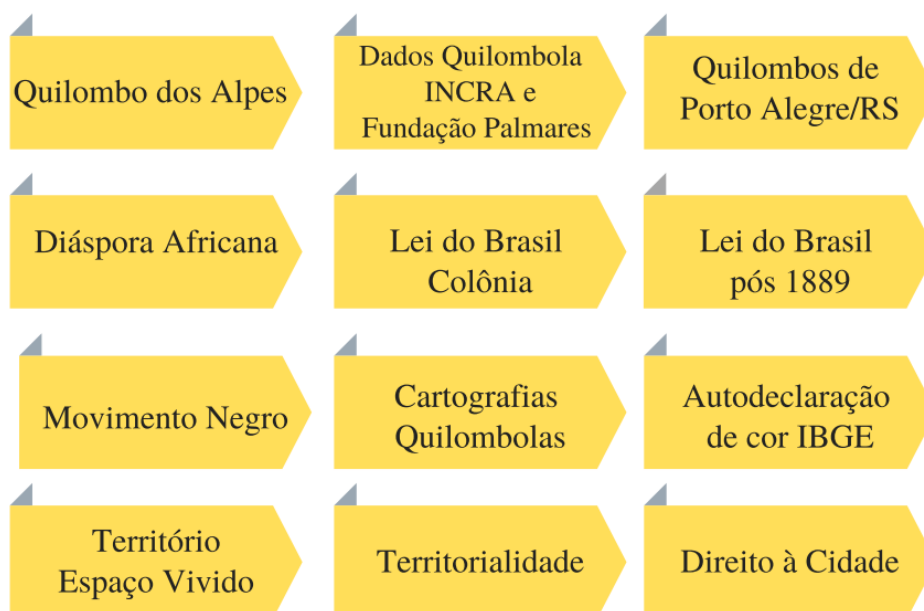 Quilombo dos Alpes
Dados Quilombola
INCRA e
Fundação Palmares
Quilombos de
Porto Alegre/RS
Diáspora Africana
Lei do Brasil
Colônia
Lei do Brasil
pós 1889
Movimento Negro
Cartografias
Quilombolas
Autodeclaração
de cor IBGE
Território
Espaço Vivido
Territorialidade
Direito à Cidade